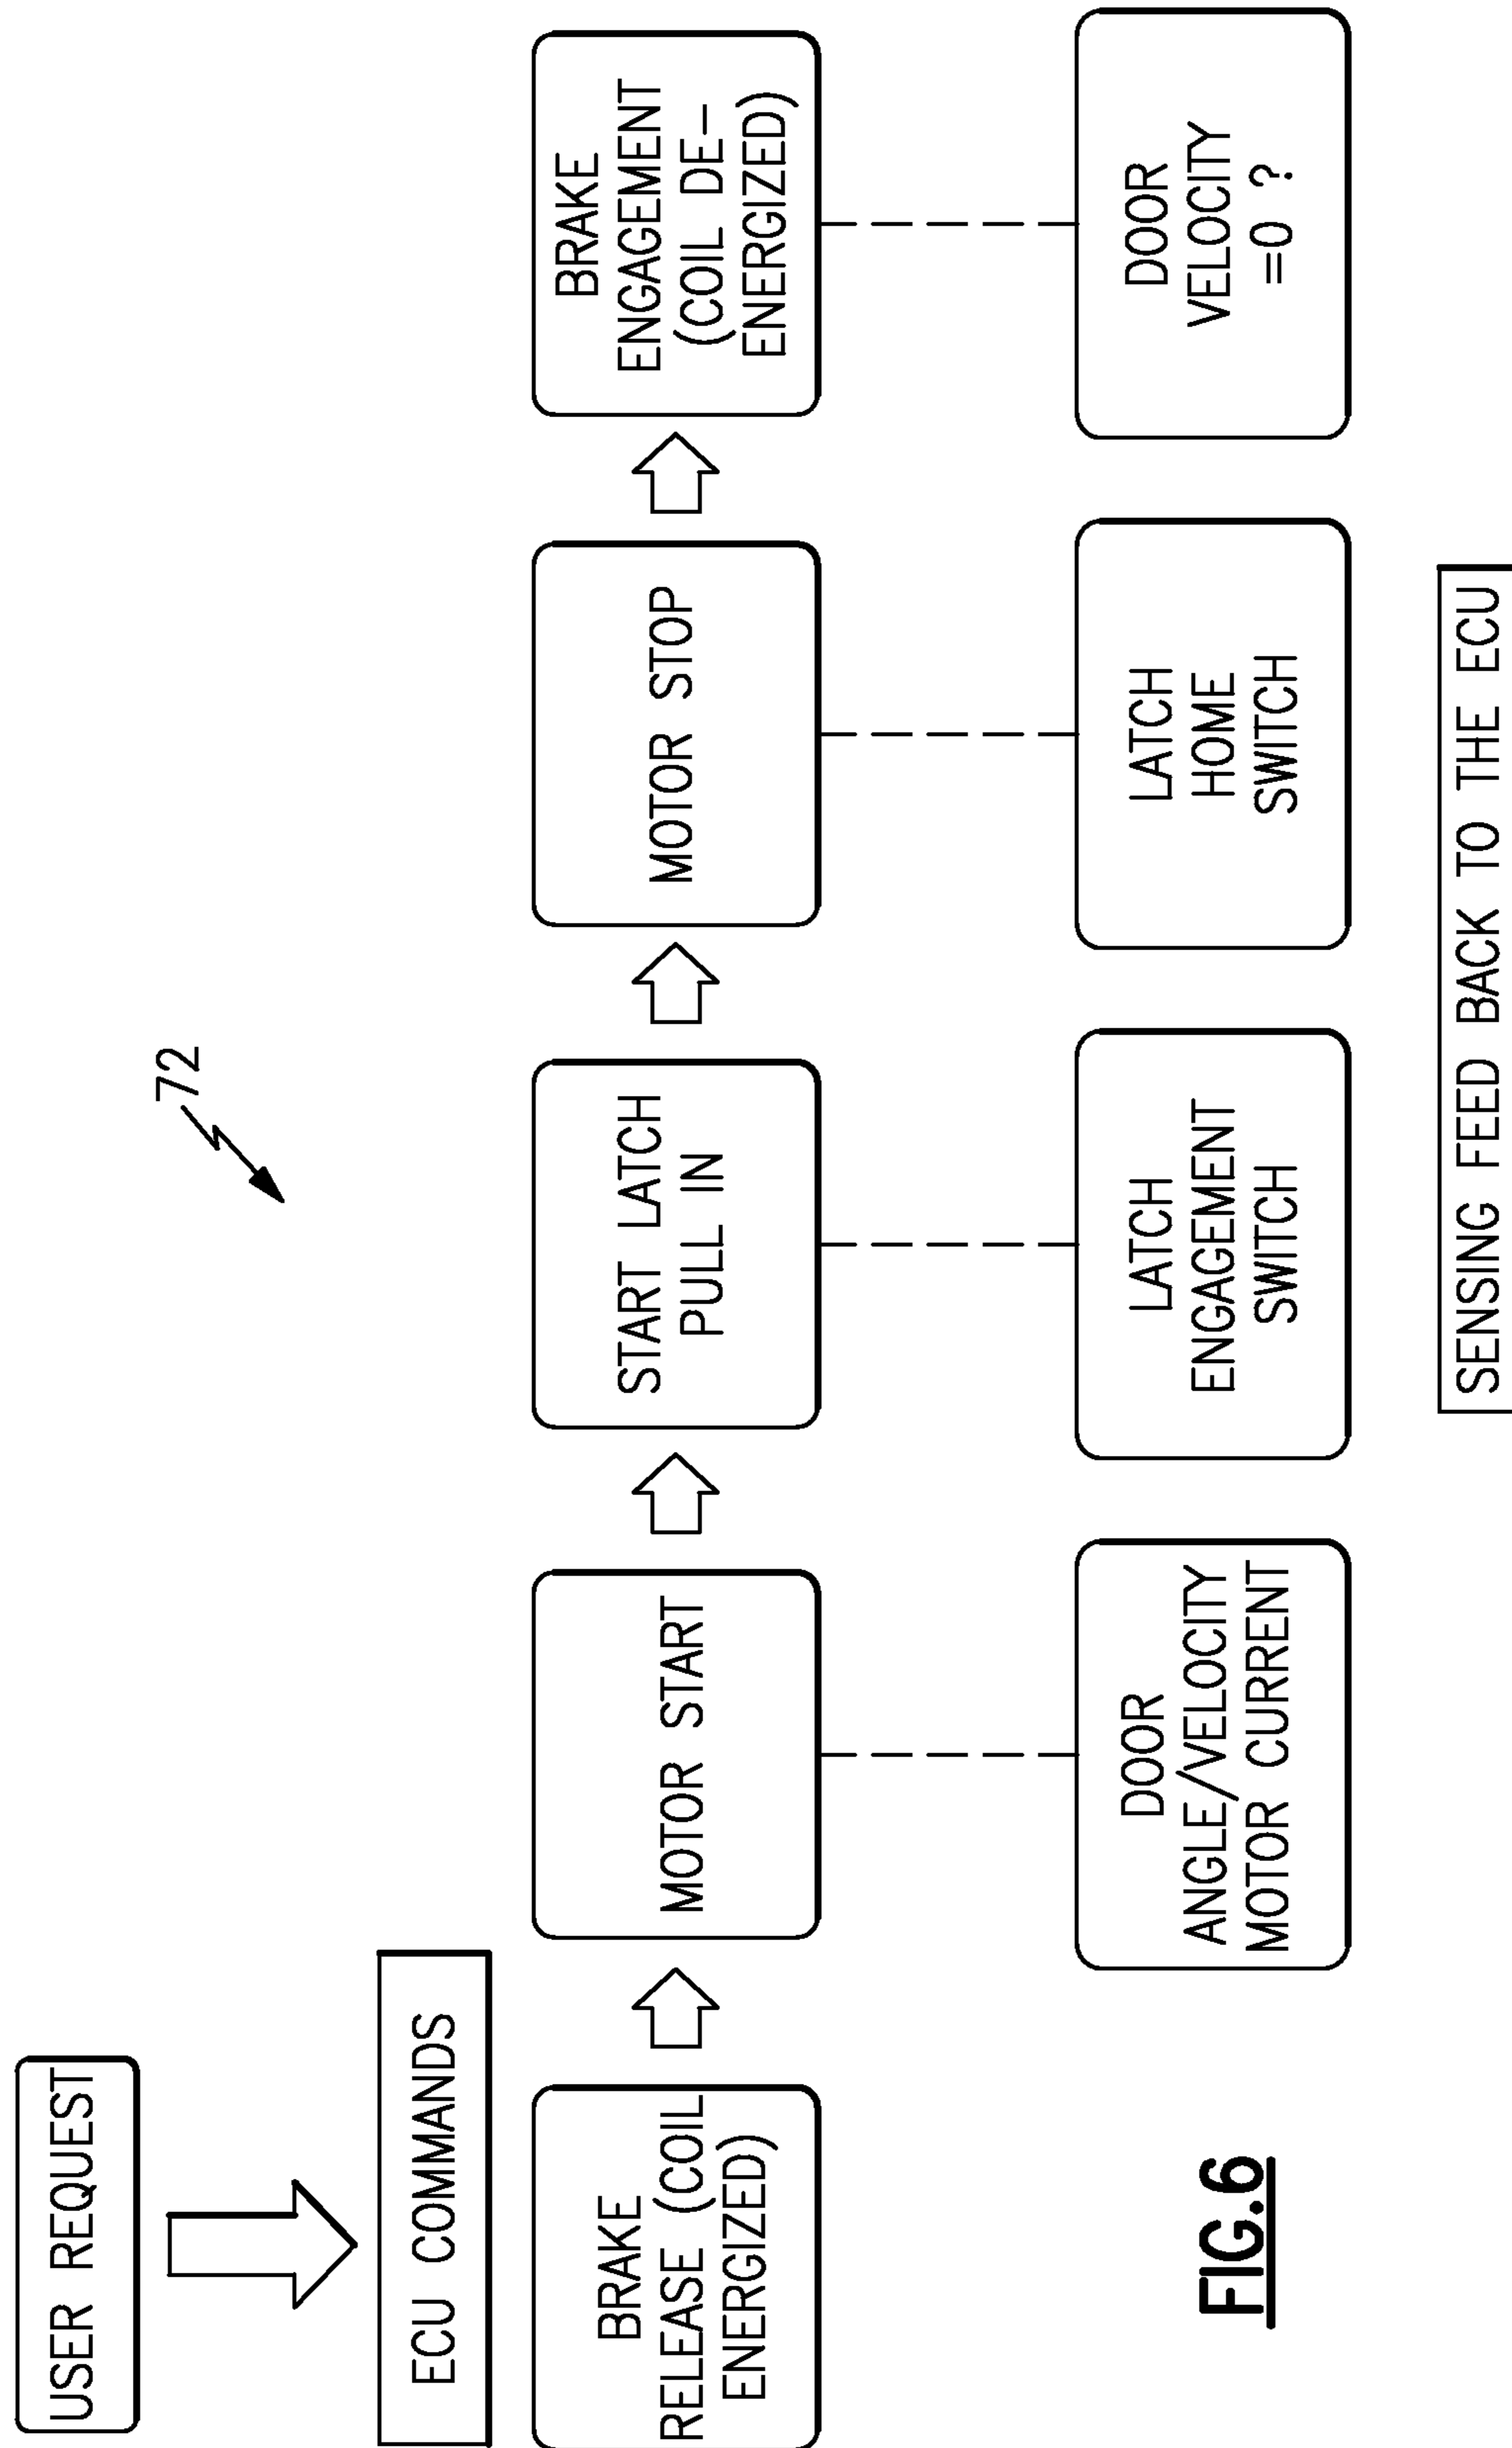 USER REQUEST
72
ECU COMMANDS
BRAKE
RELEASE (COIL
ENERGIZED)
MOTOR START
START LATCH
PULL IN
MOTOR STOP
BRAKE
ENGAGEMENT
(COIL DE-
ENERGIZED)
DOOR
ANGLE/VELOCITY
MOTOR CURRENT
LATCH
ENGAGEMENT
SWITCH
LATCH
HOME
SWITCH
DOOR
VELOCITY
=0 ?
SENSING FEED BACK TO THE ECU
FIG.6